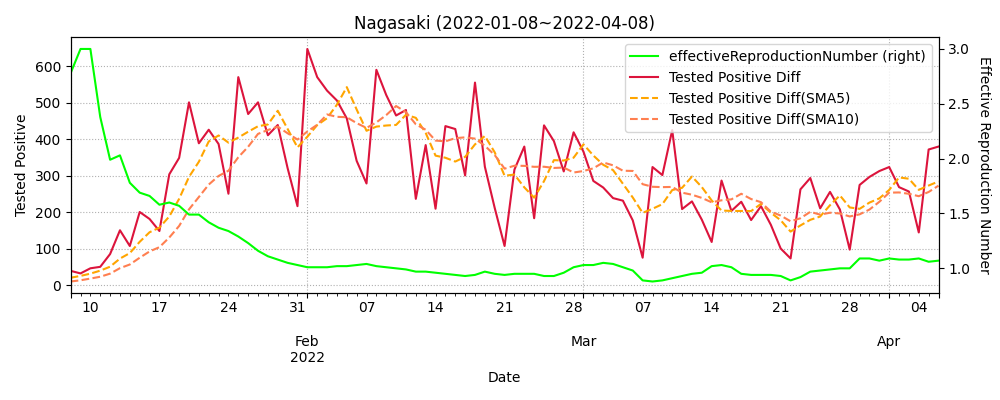 Nagasaki (2022-01-08~2022-04-08)
effectiveReproductionNumber (right)
Tested Positive Diff
Tested Positive Diff(SMA5)
Tested Positive Diff(SMA10)
Tested Positive
600
500
400
300
200
100
0
3.0
2.5
2.0
1.5
1.0
Effective Reproduction Number
10 17 24 31 07 14 21 28 07 14 21 28 04
Feb Mar Apr
2022
Date